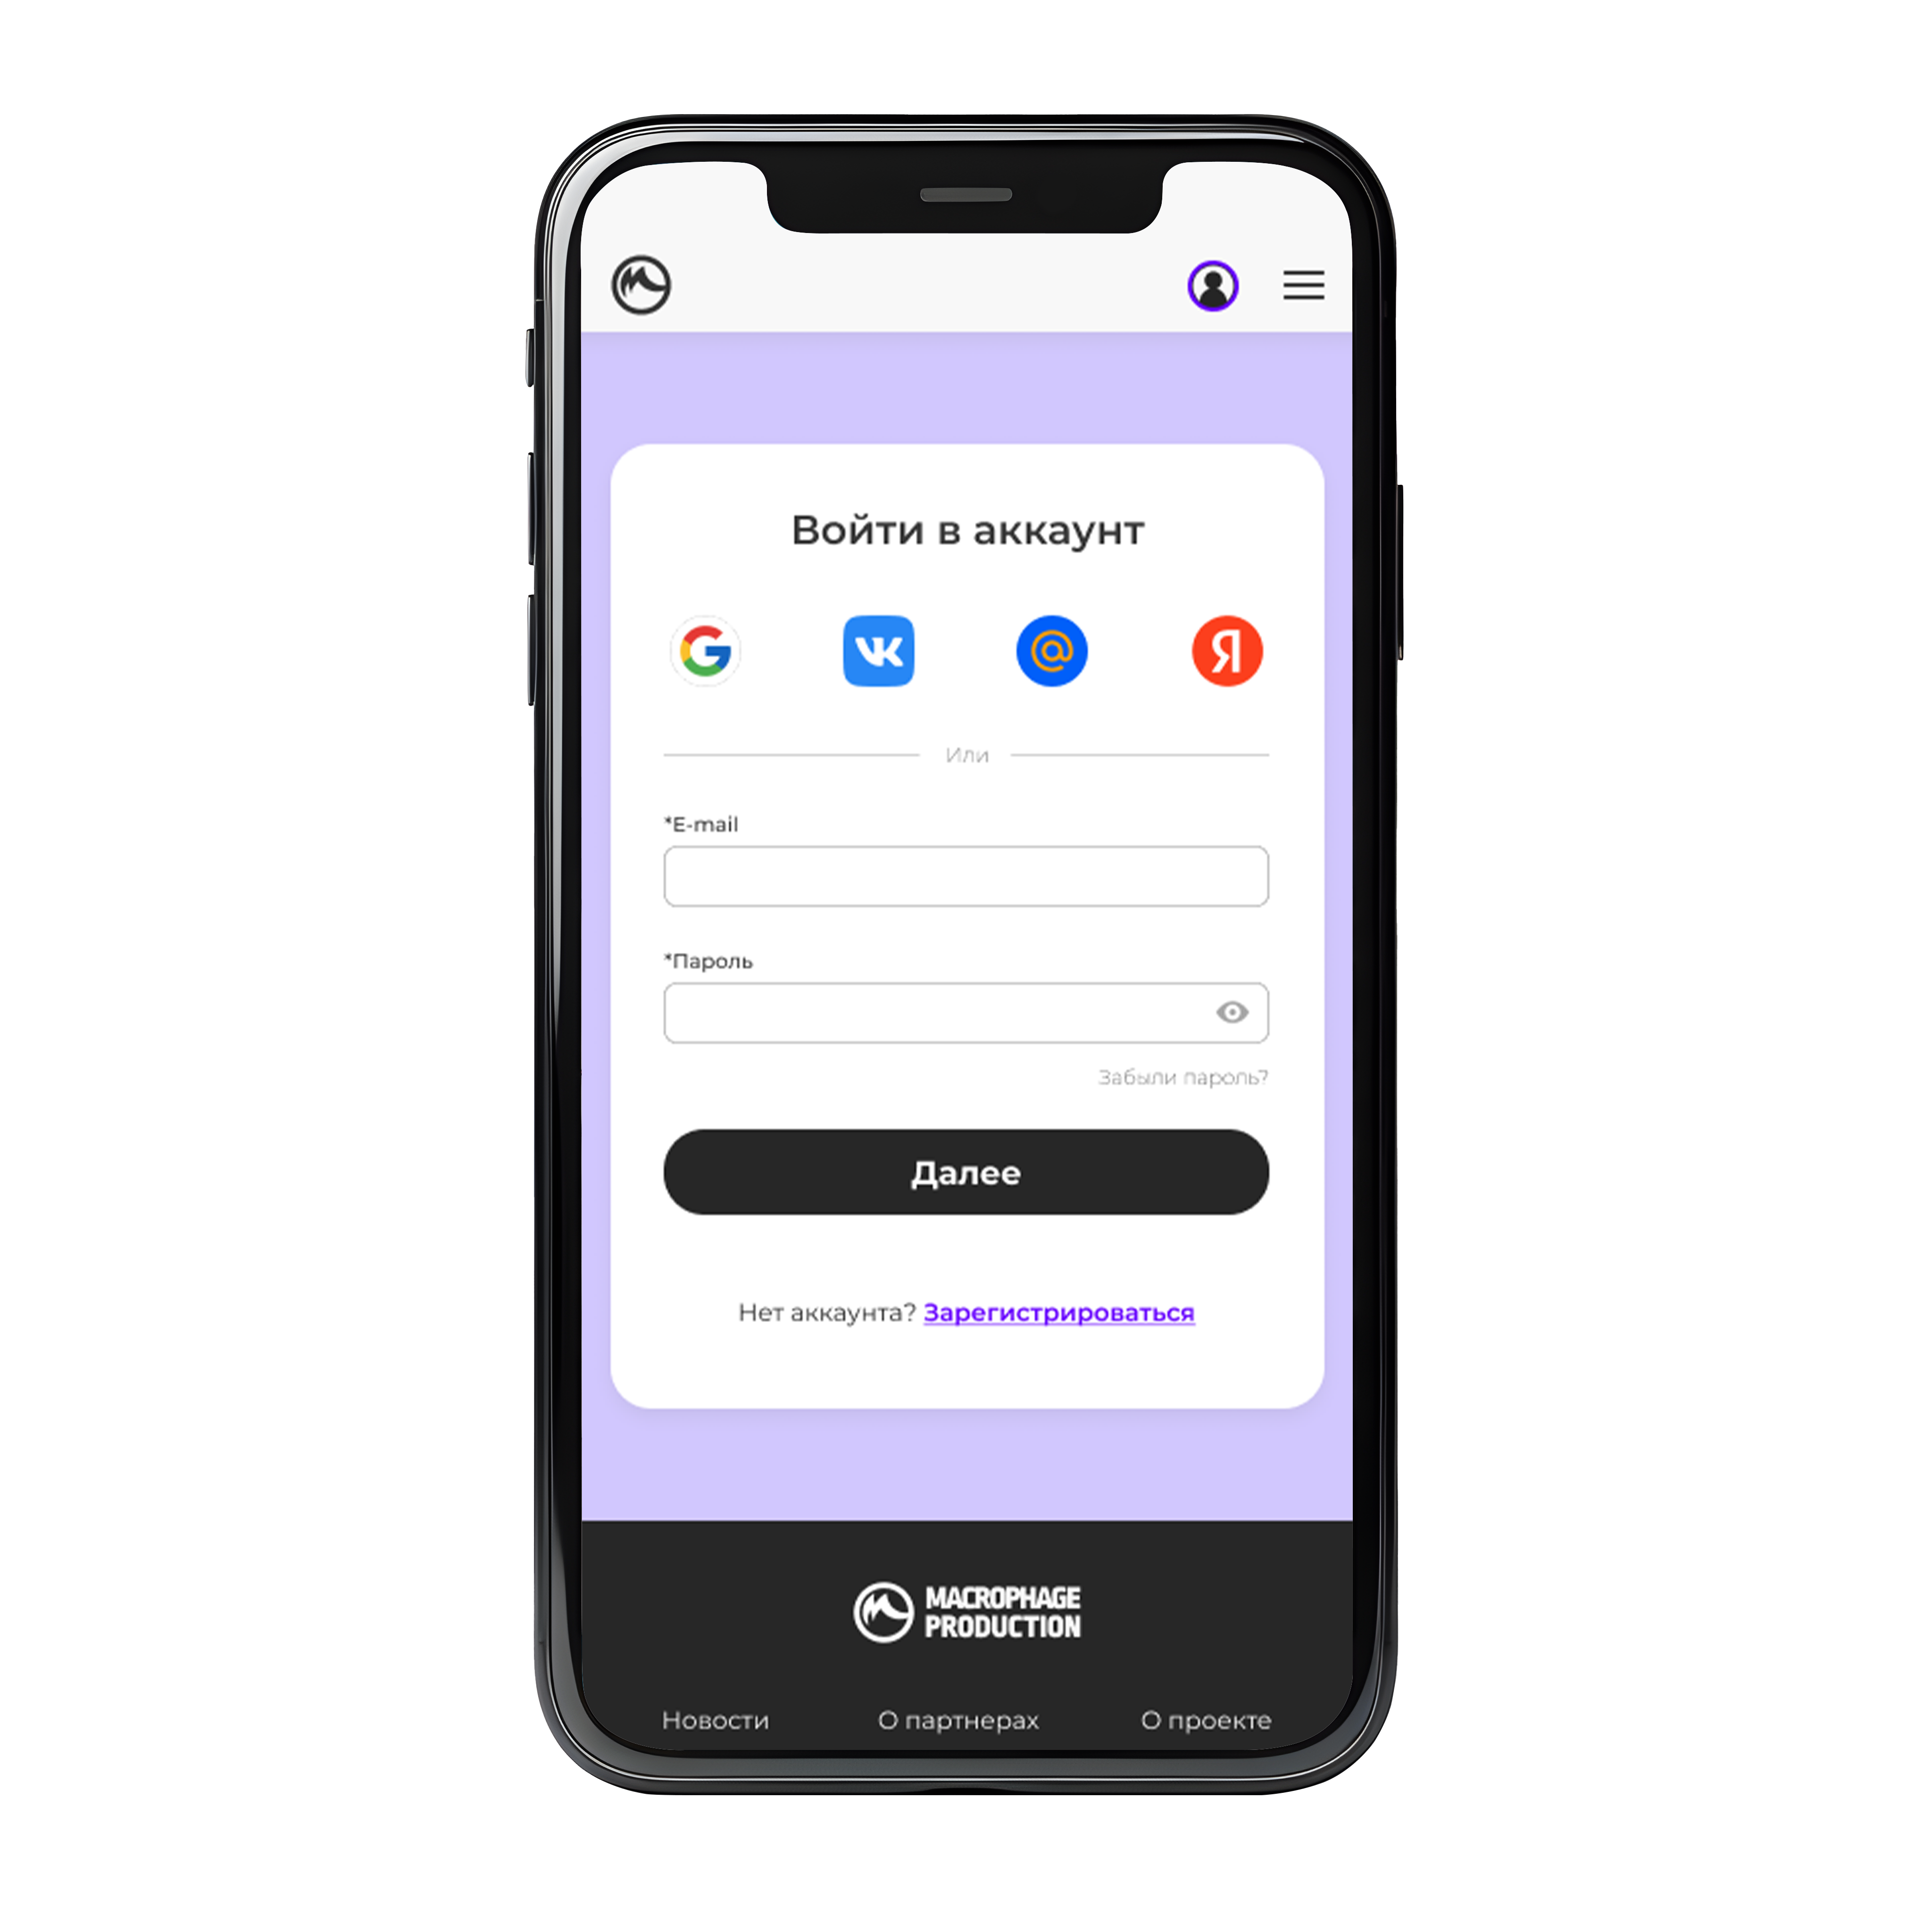 Войти в аккаунт
G VK @ Я
Или
*E-mail
*Пароль
Забыли пароль?
Далее
Нет аккаунта? Зарегистрироваться
MACROPHAGE
PRODUCTION
Новости О партнерах О проекте